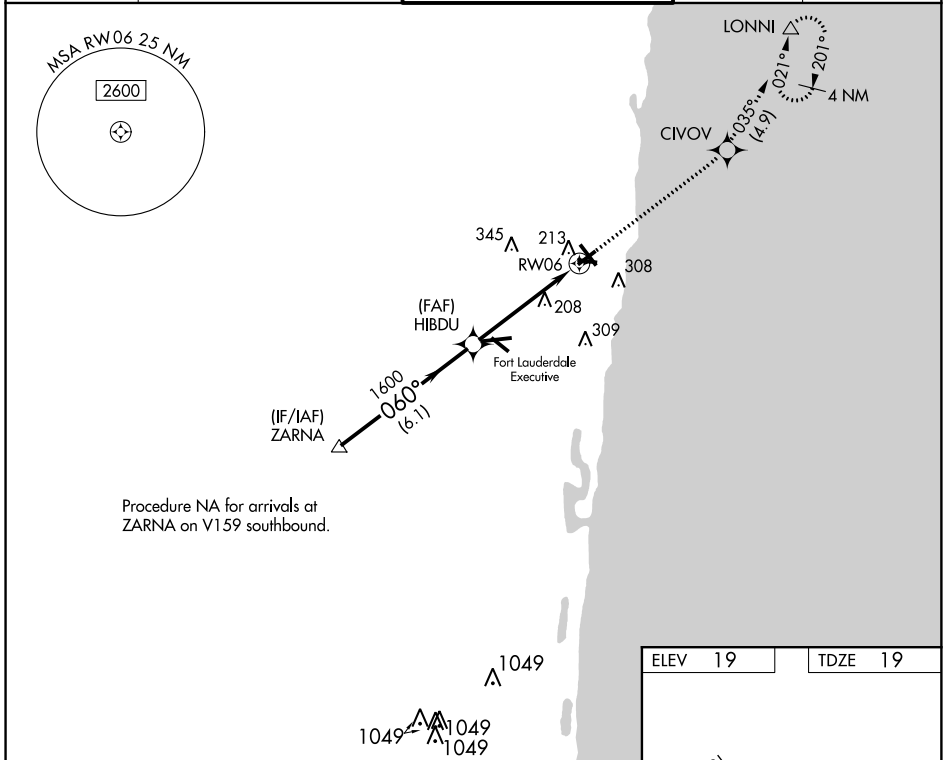 MSA RW06 25 NM
2600
LONNI
021°
201°
4 NM
035°
(4.9)
CIVOV
345
213
RW06
308
208
309
(FAF)
HIBDU
Fort Lauderdale
Executive
1600
060°
(6.1)
(IF/IAF)
ZARNA
Procedure NA for arrivals at
ZARNA on V159 southbound.
1049
1049
1049
1049
ELEV 19
TDZE 19